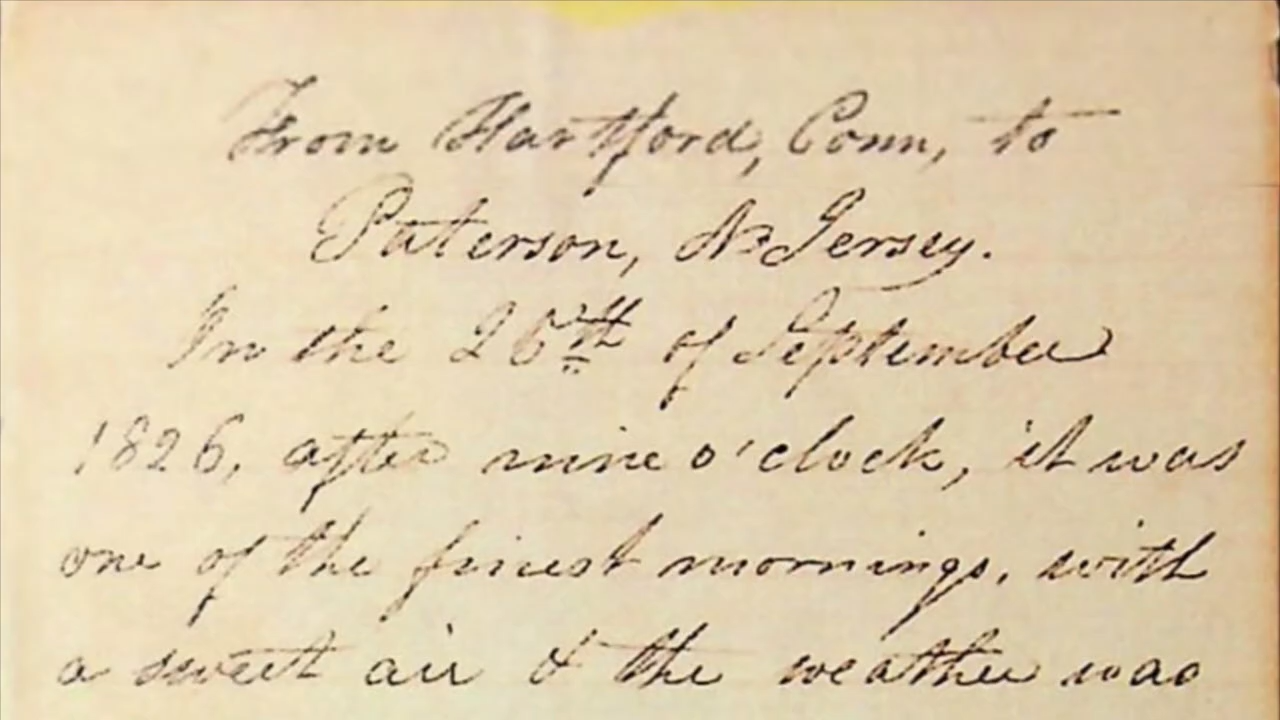 From Hartford, Conn, to
Paterson, N. Jersey.
In the 26th of September
1826, after nine o'clock, it was
one of the finest mornings, with
a sweet air & the weather was